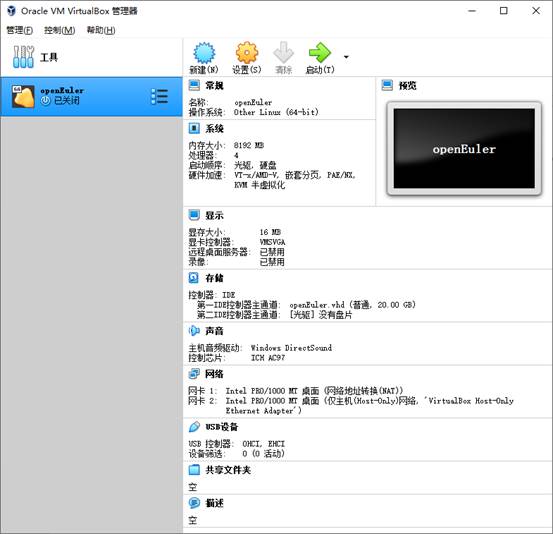 Oracle VM VirtualBox 管理器
管理(F) 控制(M) 帮助(H)
工具
新建(N) 设置(S) 清除 启动(T)
64
openEuler
已关闭
常规
名称: openEuler
操作系统: Other Linux (64-bit)
预览
openEuler
系统
内存大小: 8192 MB
处理器: 4
启动顺序: 光驱, 硬盘
硬件加速: VT-x/AMD-V, 嵌套分页, PAE/NX,
KVM 半虚拟化
显示
显存大小: 16 MB
显卡控制器: VMSVGA
远程桌面服务器: 已禁用
录像: 已禁用
存储
控制器: IDE
第一IDE控制器主通道: openEuler.vhd (普通, 20.00 GB)
第二IDE控制器主通道: [光驱] 没有盘片
声音
主机音频驱动: Windows DirectSound
控制芯片: ICH AC97
网络
网卡 1: Intel PRO/1000 MT 桌面 (网络地址转换(NAT))
网卡 2: Intel PRO/1000 MT 桌面 (仅主机(Host-Only)网络, 'VirtualBox Host-Only
Ethernet Adapter')
USB设备
USB 控制器: OHCI, EHCI
设备筛选: 0 (0 活动)
共享文件夹
空
描述
空